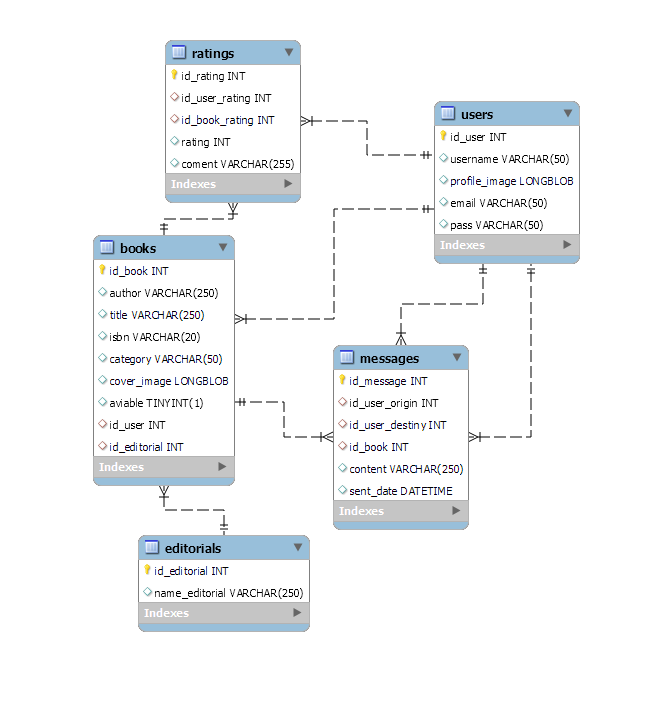 ratings
id_rating INT
id_user_rating INT
id_book_rating INT
rating INT
coment VARCHAR(255)
Indexes
users
id_user INT
username VARCHAR(50)
profile_image LONGBLOB
email VARCHAR(50)
pass VARCHAR(50)
Indexes
books
id_book INT
author VARCHAR(250)
title VARCHAR(250)
isbn VARCHAR(20)
category VARCHAR(50)
cover_image LONGBLOB
aviable TINYINT(1)
id_user INT
id_editorial INT
Indexes
messages
id_message INT
id_user_origin INT
id_user_destiny INT
id_book INT
content VARCHAR(250)
sent_date DATETIME
Indexes
editorials
id_editorial INT
name_editorial VARCHAR(250)
Indexes